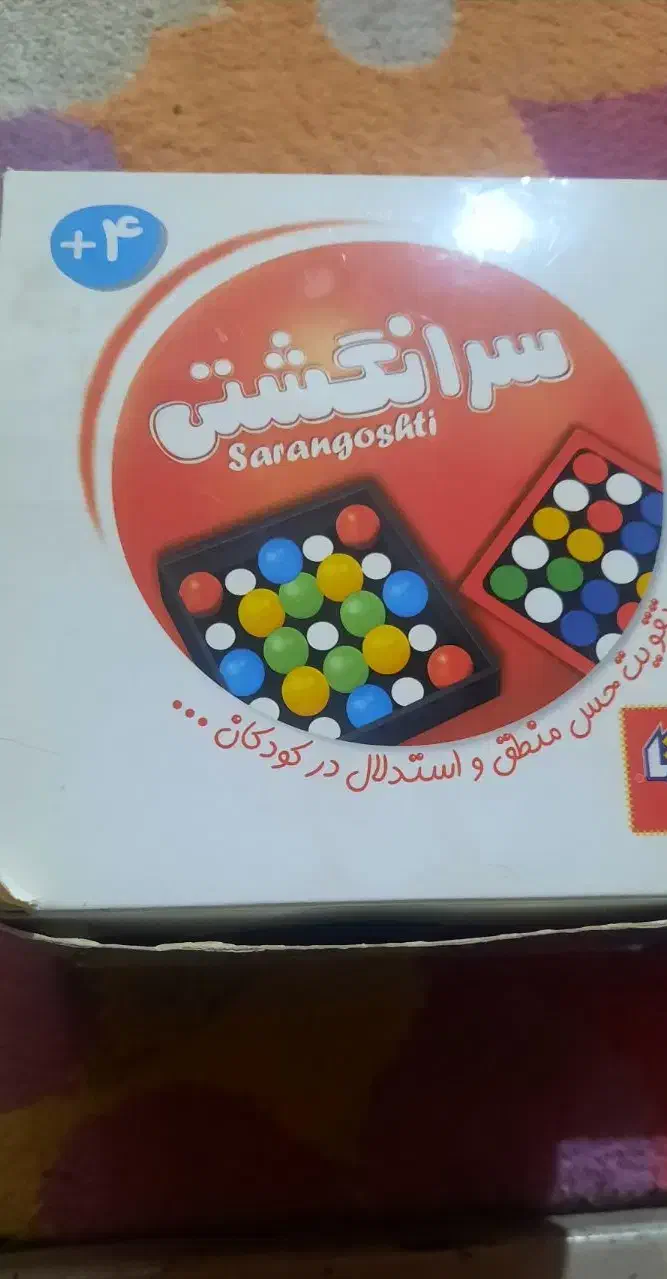 +۴
سرانگشتی
Sarangoshti
تقویت حس منطق و استدلال در کودکان ...